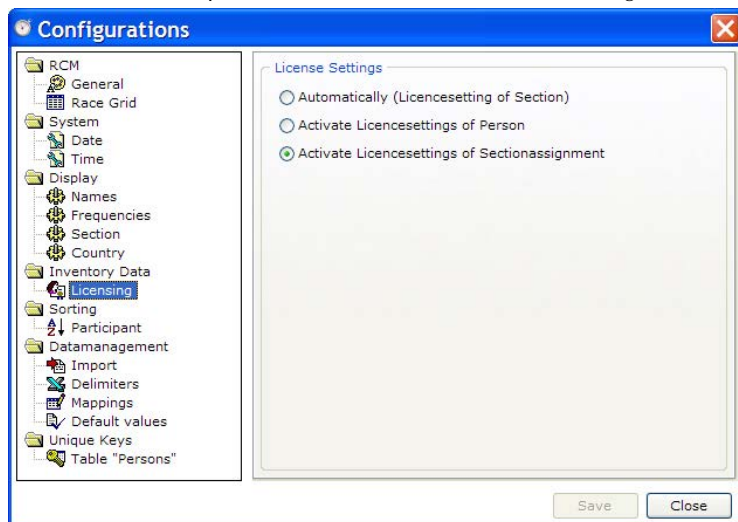 Configurations
RCM
General
Race Grid
System
Date
Time
Display
Names
Frequencies
Section
Country
Inventory Data
Licensing
Sorting
Participant
Datamanagement
Import
Delimiters
Mappings
Default values
Unique Keys
Table "Persons"
License Settings
Automatically (Licencesetting of Section)
Activate Licencesettings of Person
Activate Licencesettings of Sectionassignment
Save
Close